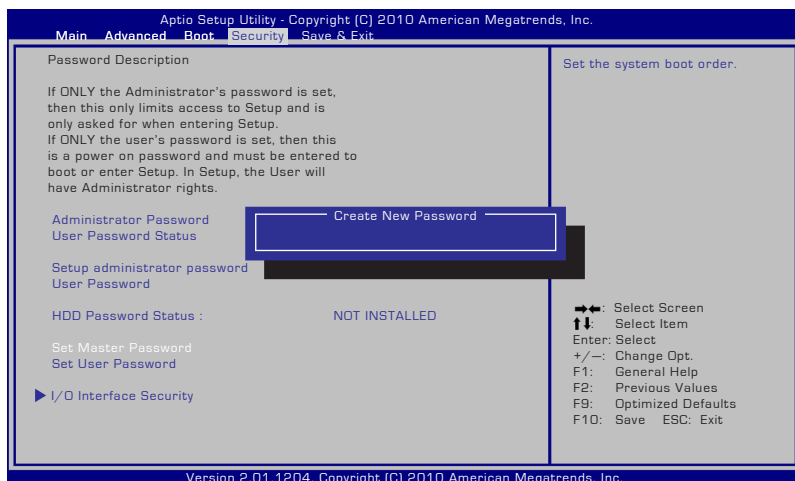 Aptio Setup Utility - Copyright (C) 2010 American Megatrends, Inc.
Main Advanced Boot Security Save & Exit
Password Description
If ONLY the Administrator's password is set,
then this only limits access to Setup and is
only asked for when entering Setup.
If ONLY the user's password is set, then this
is a power on password and must be entered to
boot or enter Setup. In Setup, the User will
have Administrator rights.
Administrator Password
User Password Status
Create New Password
Setup administrator password
User Password
HDD Password Status : NOT INSTALLED
Set Master Password
Set User Password
I/O Interface Security
Set the system boot order.
→←: Select Screen
↑↓: Select Item
Enter: Select
+/—: Change Opt.
F1: General Help
F2: Previous Values
F9: Optimized Defaults
F10: Save ESC: Exit
Version 2.01.1204. Copyright (C) 2010 American Megatrends, Inc.